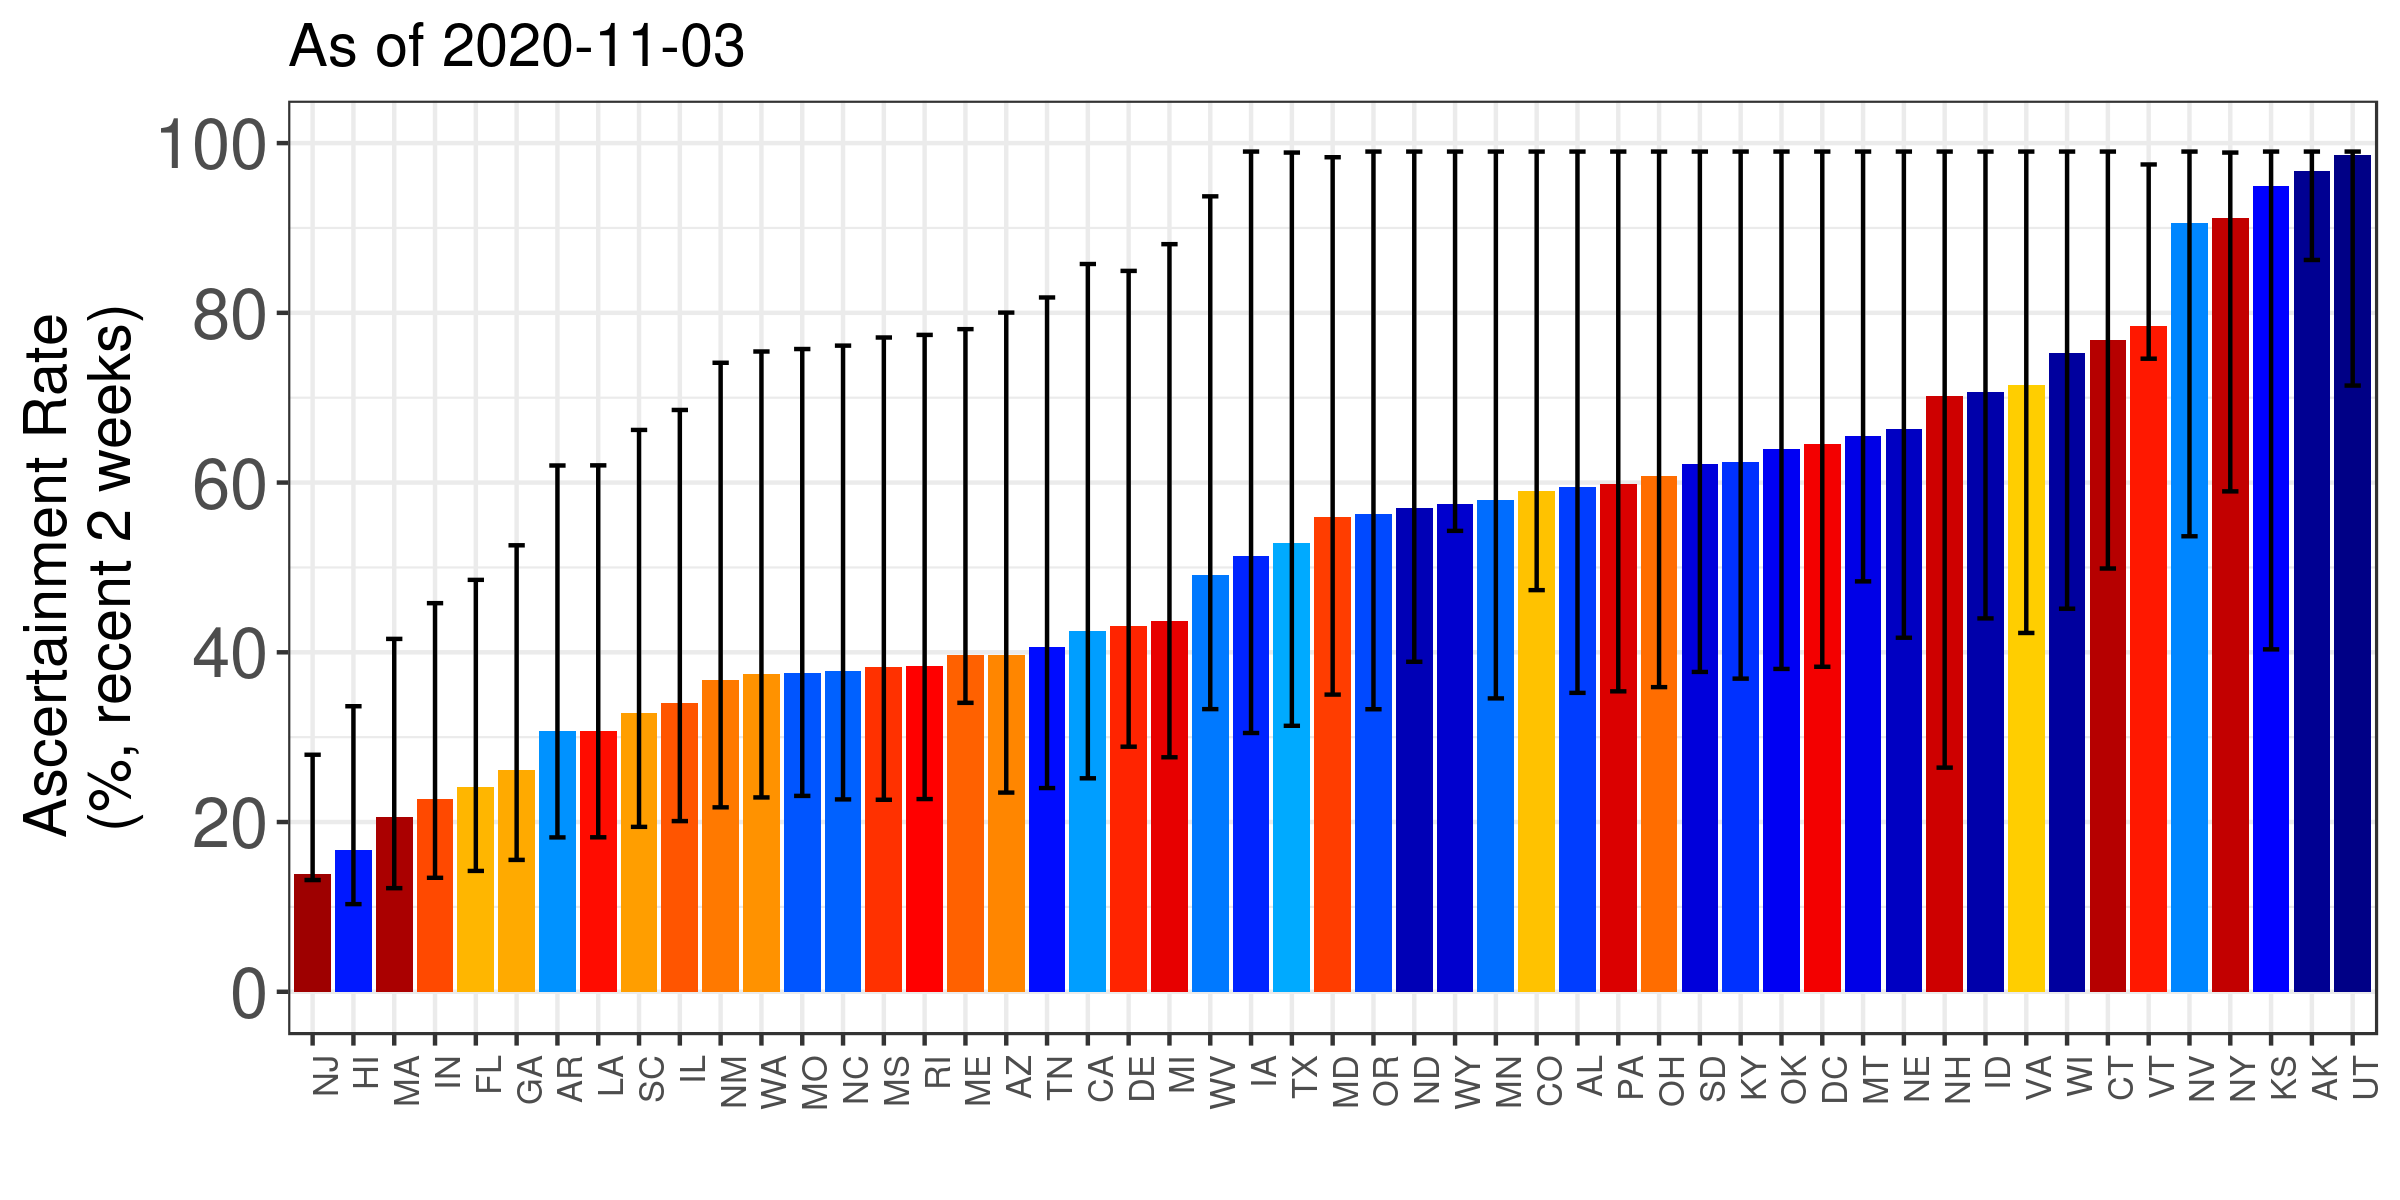 As of 2020-11-03
Ascertainment Rate
(%, recent 2 weeks)
100
80
60
40
20
0
NJ HI MA IN FL GA AR LA SC IL NM WA MO NC MS RI ME AZ TN CA DE MI WV IA TX MD OR ND WY MN CO AL PA OH SD KY OK DC MT NE NH ID VA WI CT VT NV NY KS AK UT